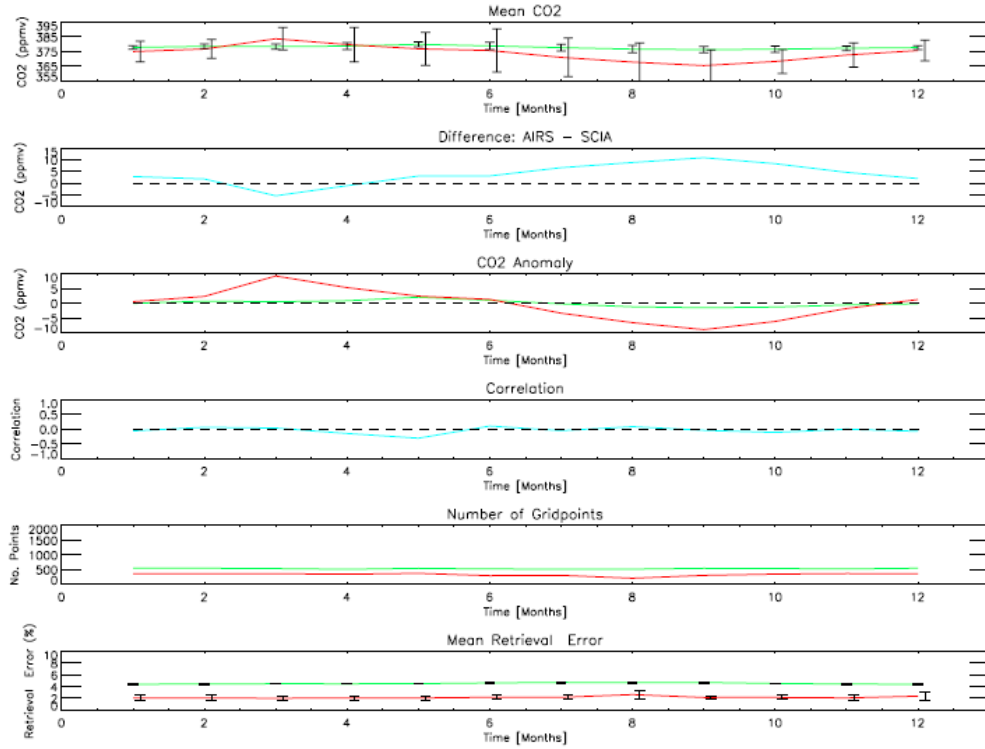 Mean CO2
CO2 (ppmv)
395
385
375
365
355
0 2 4 6 8 10 12
Time [Months]
Difference: AIRS – SCIA
CO2 (ppmv)
15
10
5
0
−5
−10
0 2 4 6 8 10 12
Time [Months]
CO2 Anomaly
CO2 (ppmv)
10
5
0
−5
−10
0 2 4 6 8 10 12
Time [Months]
Correlation
Correlation
1.0
0.5
0.0
−0.5
−1.0
0 2 4 6 8 10 12
Time [Months]
Number of Gridpoints
No. Points
2000
1500
1000
500
0
0 2 4 6 8 10 12
Time [Months]
Mean Retrieval Error
Retrieval Error (%)
10
8
6
4
2
0
0 2 4 6 8 10 12
Time [Months]